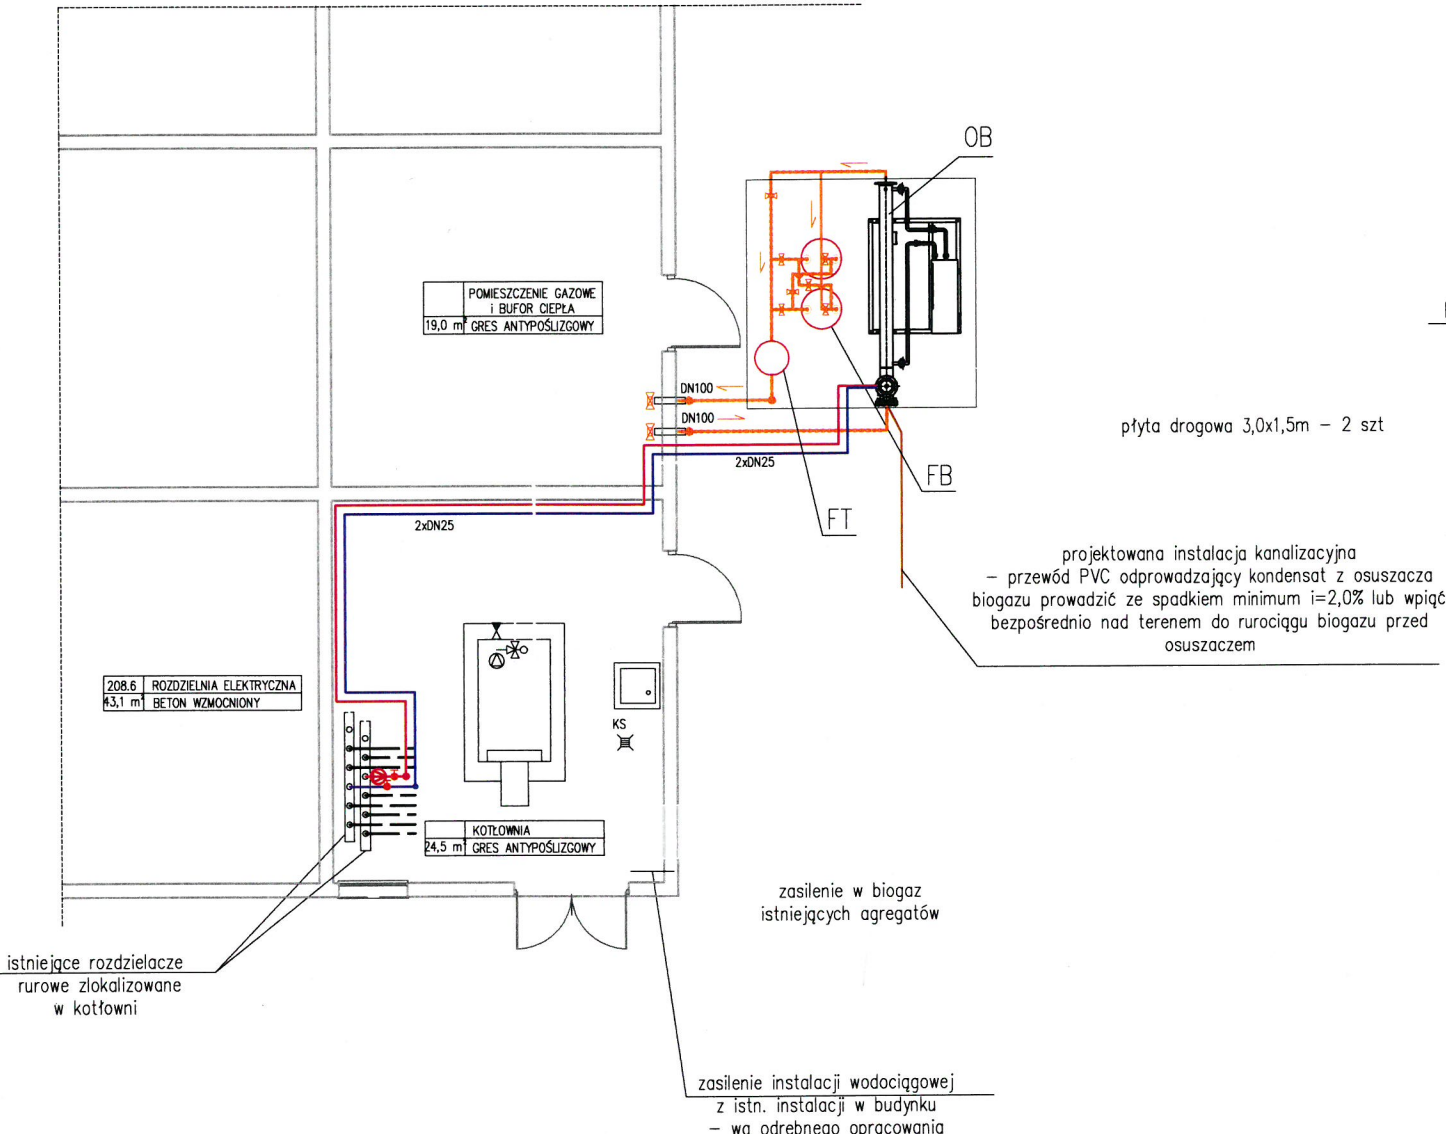 OB
POMIESZCZENIE GAZOWE
i BUFOR CIEPŁA
19,0 m² GRES ANTYPOŚLIZGOWY
DN100
DN100
płyta drogowa 3,0x1,5m – 2 szt
2xDN25
FB
FT
2xDN25
projektowana instalacja kanalizacyjna
– przewód PVC odprowadzający kondensat z osuszacza
biogazu prowadzić ze spadkiem minimum i=2,0% lub wpiąć
bezpośrednio nad terenem do rurociągu biogazu przed
osuszaczem
208.6 ROZDZIELNIA ELEKTRYCZNA
43,1 m² BETON WZMOCNIONY
KS
KOTŁOWNIA
24,5 m² GRES ANTYPOŚLIZGOWY
zasilenie w biogaz
istniejących agregatów
istniejące rozdzielacze
rurowe zlokalizowane
w kotłowni
zasilenie instalacji wodociągowej
z istn. instalacji w budynku
– wg odrębnego opracowania